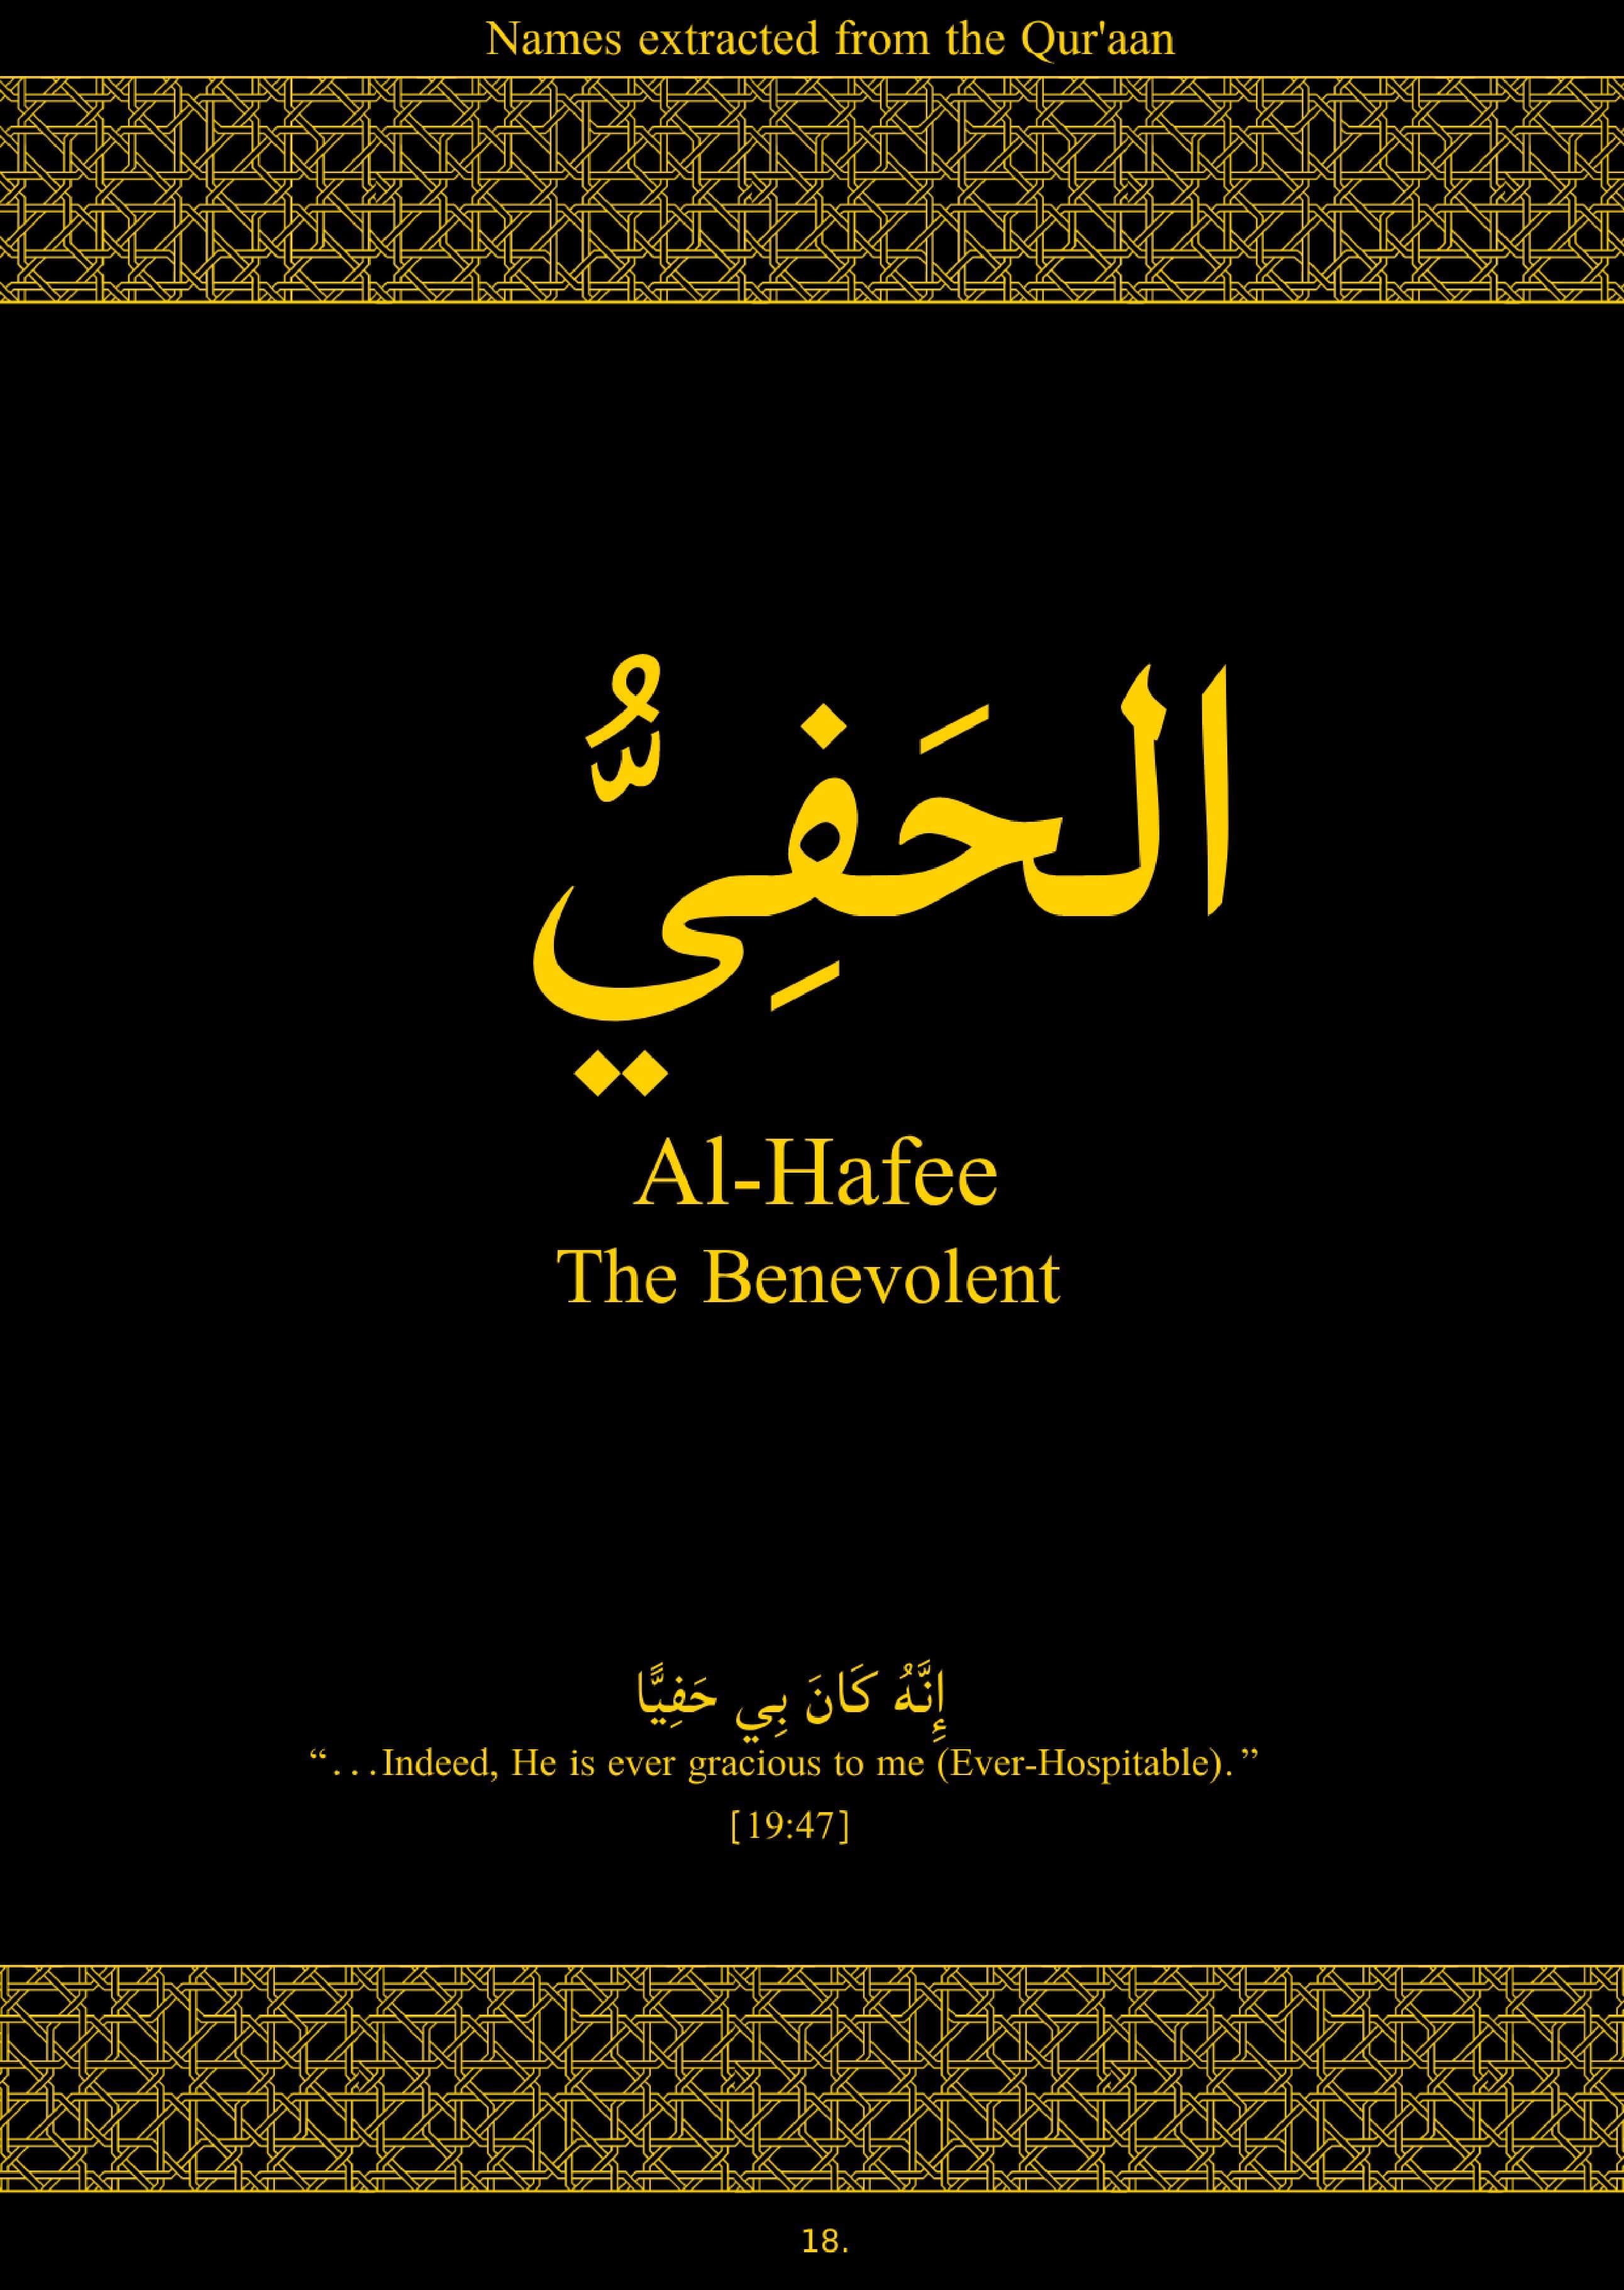 Names extracted from the Qur'aan
الحَفِيُّ
Al-Hafee
The Benevolent
إِنَّهُ كَانَ بِي حَفِيًّا
“...Indeed, He is ever gracious to me (Ever-Hospitable).”
[19:47]
18.